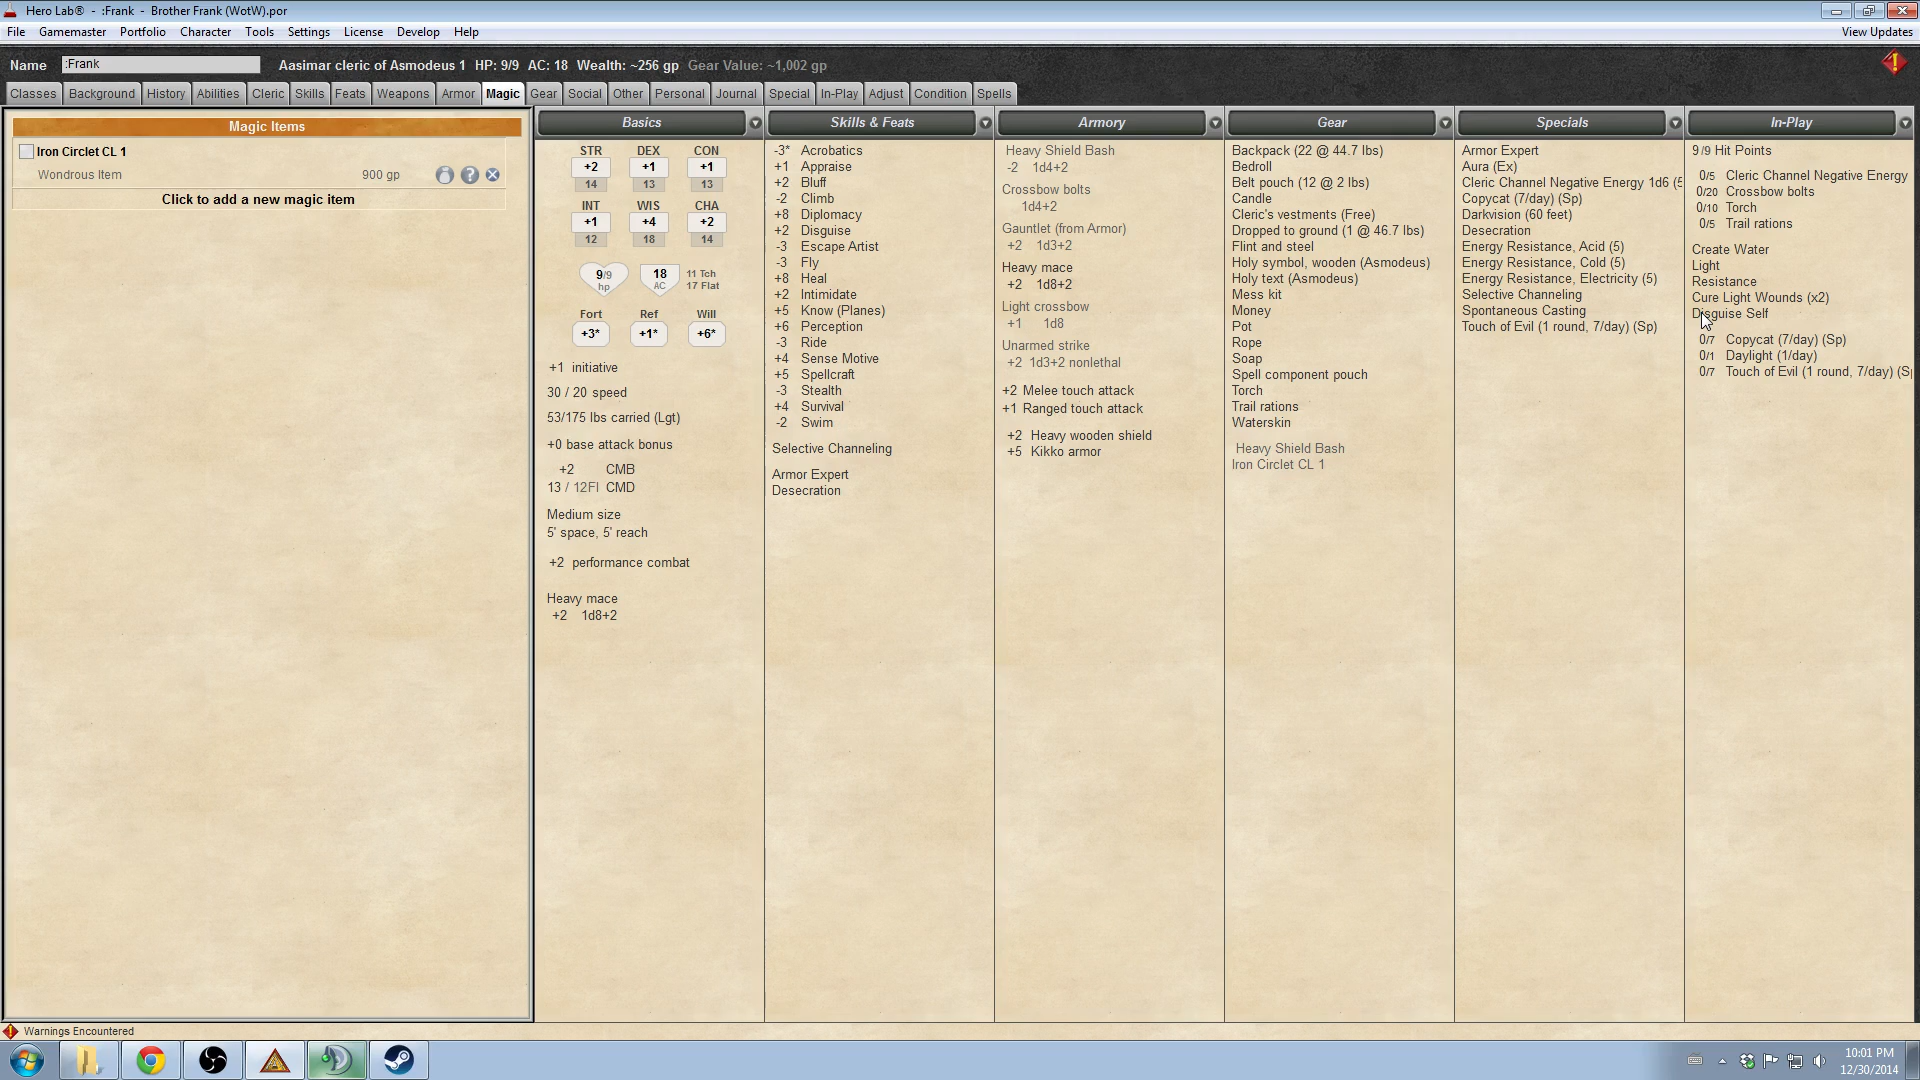 Hero Lab® - :Frank - Brother Frank (WotW).por
File Gamemaster Portfolio Character Tools Settings License Develop Help View Updates
Name :Frank Aasimar cleric of Asmodeus 1 HP: 9/9 AC: 18 Wealth: ~256 gp Gear Value: ~1,002 gp
Classes Background History Abilities Cleric Skills Feats Weapons Armor Magic Gear Social Other Personal Journal Special In-Play Adjust Condition Spells
Magic Items
Iron Circlet CL 1
Wondrous Item 900 gp
Click to add a new magic item
Basics
STR DEX CON
+2 +1 +1
14 13 13
INT WIS CHA
+1 +4 +2
12 18 14
9/9 hp
18 AC
11 Tch
17 Flat
Fort Ref Will
+3* +1* +6*
+1 initiative
30 / 20 speed
53/175 lbs carried (Lgt)
+0 base attack bonus
+2 CMB
13 / 12Fl CMD
Medium size
5' space, 5' reach
+2 performance combat
Heavy mace
+2 1d8+2
Skills & Feats
-3* Acrobatics
+1 Appraise
+2 Bluff
-2 Climb
+8 Diplomacy
+2 Disguise
-3 Escape Artist
-3 Fly
+8 Heal
+2 Intimidate
+5 Know (Planes)
+6 Perception
-3 Ride
+4 Sense Motive
+5 Spellcraft
-3 Stealth
+4 Survival
-2 Swim
Selective Channeling
Armor Expert
Desecration
Armory
Heavy Shield Bash
-2 1d4+2
Crossbow bolts
1d4+2
Gauntlet (from Armor)
+2 1d3+2
Heavy mace
+2 1d8+2
Light crossbow
+1 1d8
Unarmed strike
+2 1d3+2 nonlethal
+2 Melee touch attack
+1 Ranged touch attack
+2 Heavy wooden shield
+5 Kikko armor
Gear
Backpack (22 @ 44.7 lbs)
Bedroll
Belt pouch (12 @ 2 lbs)
Candle
Cleric's vestments (Free)
Dropped to ground (1 @ 46.7 lbs)
Flint and steel
Holy symbol, wooden (Asmodeus)
Holy text (Asmodeus)
Mess kit
Money
Pot
Rope
Soap
Spell component pouch
Torch
Trail rations
Waterskin
Heavy Shield Bash
Iron Circlet CL 1
Specials
Armor Expert
Aura (Ex)
Cleric Channel Negative Energy 1d6 (5
Copycat (7/day) (Sp)
Darkvision (60 feet)
Desecration
Energy Resistance, Acid (5)
Energy Resistance, Cold (5)
Energy Resistance, Electricity (5)
Selective Channeling
Spontaneous Casting
Touch of Evil (1 round, 7/day) (Sp)
In-Play
9/9 Hit Points
0/5 Cleric Channel Negative Energy
0/20 Crossbow bolts
0/10 Torch
0/5 Trail rations
Create Water
Light
Resistance
Cure Light Wounds (x2)
Disguise Self
0/7 Copycat (7/day) (Sp)
0/1 Daylight (1/day)
0/7 Touch of Evil (1 round, 7/day) (Sp
Warnings Encountered
10:01 PM
12/30/2014